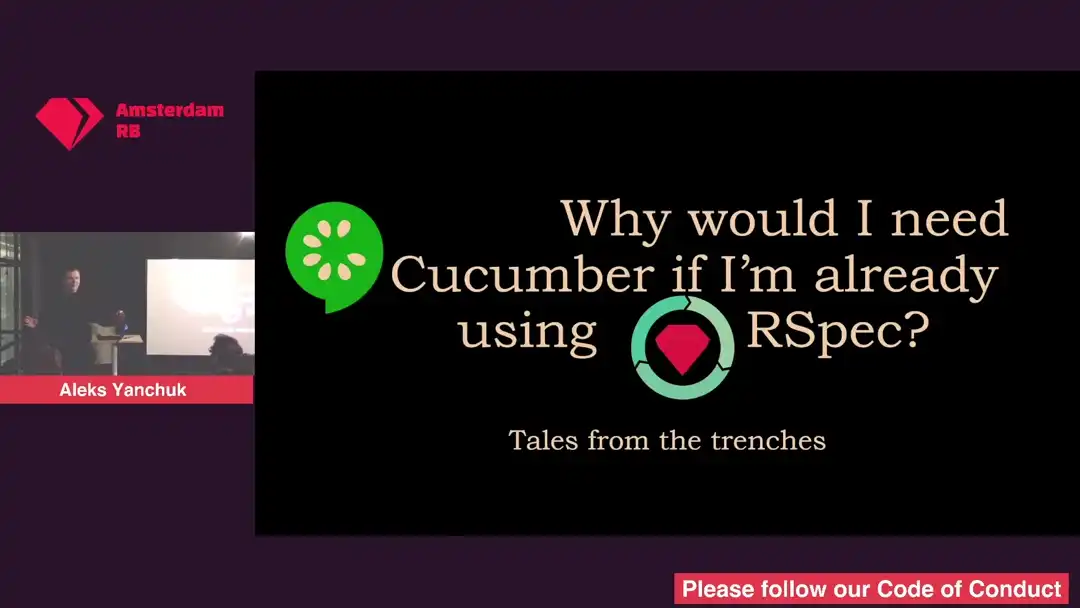 Amsterdam
RB
Why would I need
Cucumber if I'm already
using RSpec?
Tales from the trenches
Aleks Yanchuk
Please follow our Code of Conduct